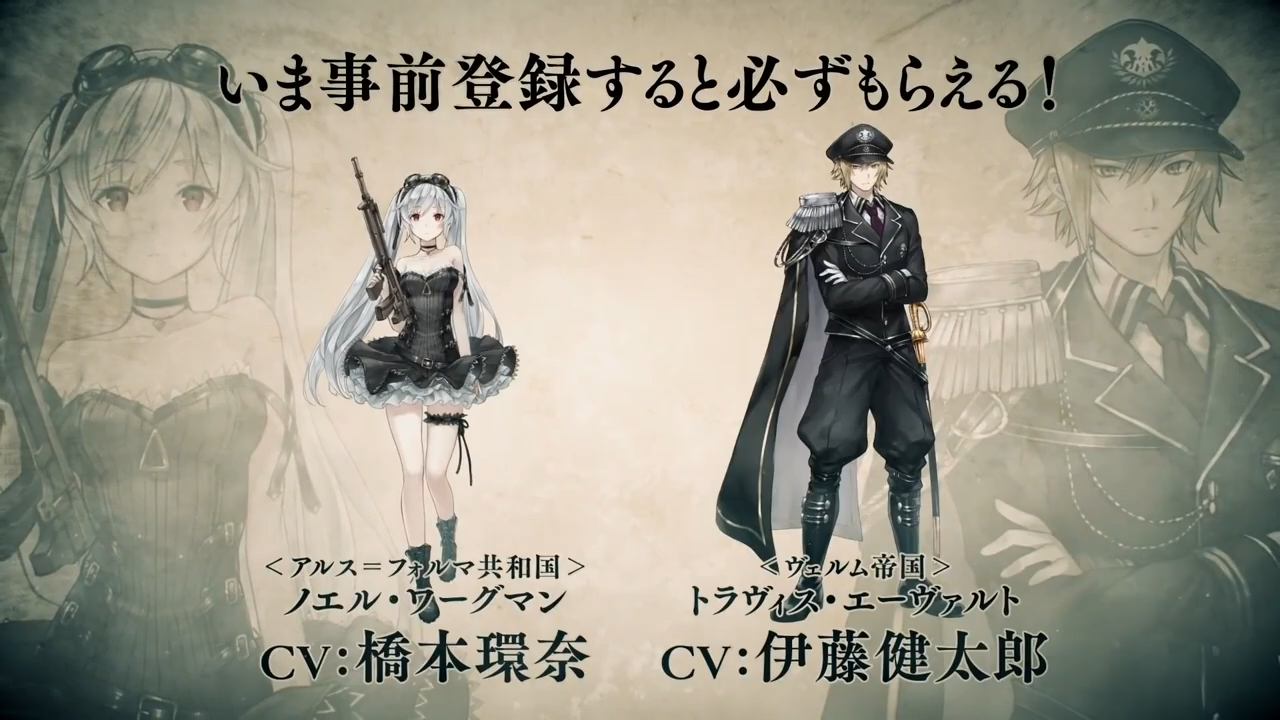 いま事前登録すると必ずもらえる!
<アルス=フォルマ共和国>
ノエル・ワーグマン
CV:橋本環奈
<ヴェルム帝国>
トラヴィス・エーヴァルト
CV:伊藤健太郎